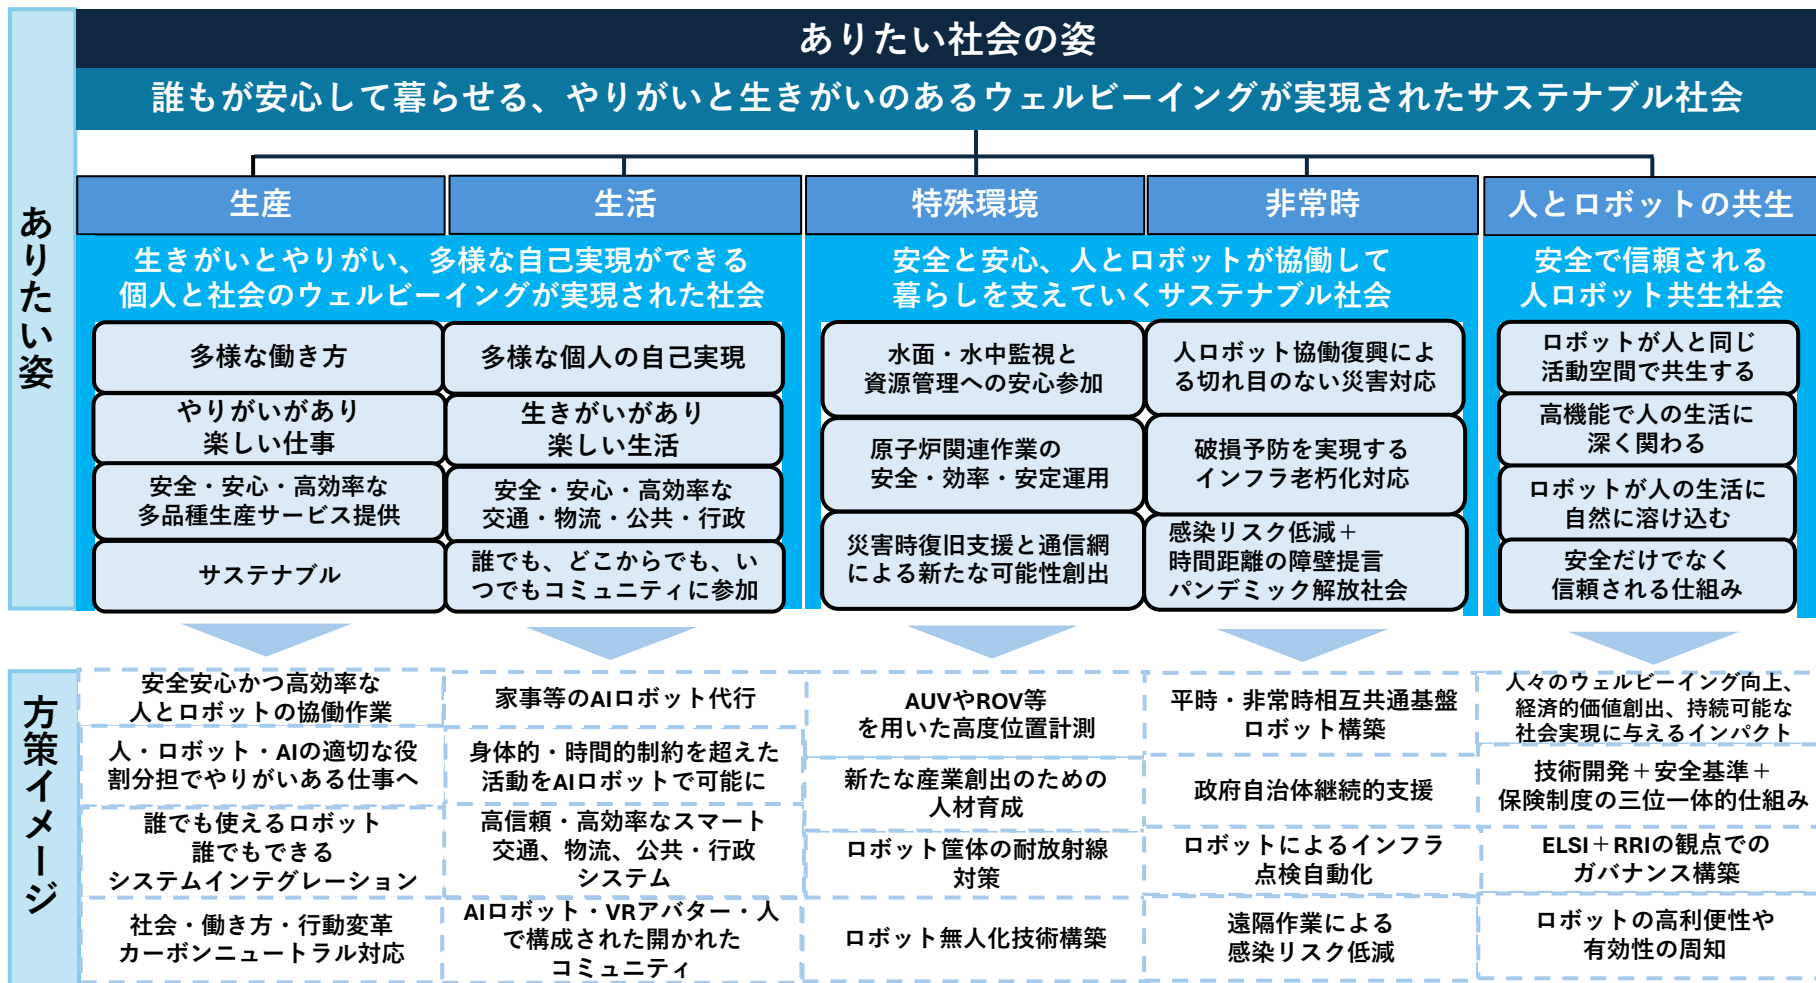 ありたい社会の姿
誰もが安心して暮らせる、やりがいと生きがいのあるウェルビーイングが実現されたサステナブル社会
ありたい姿
生産
生活
特殊環境
非常時
人とロボットの共生
生きがいとやりがい、多様な自己実現ができる
個人と社会のウェルビーイングが実現された社会
安全と安心、人とロボットが協働して
暮らしを支えていくサステナブル社会
安全で信頼される
人ロボット共生社会
多様な働き方
やりがいがあり
楽しい仕事
安全・安心・高効率な
多品種生産サービス提供
サステナブル
多様な個人の自己実現
生きがいがあり
楽しい生活
安全・安心・高効率な
交通・物流・公共・行政
誰でも、どこからでも、い
つでもコミュニティに参加
水面・水中監視と
資源管理への安心参加
原子炉関連作業の
安全・効率・安定運用
災害時復旧支援と通信網
による新たな可能性創出
人ロボット協働復興によ
る切れ目のない災害対応
破損予防を実現する
インフラ老朽化対応
感染リスク低減＋
時間距離の障壁提言
パンデミック解放社会
ロボットが人と同じ
活動空間で共生する
高機能で人の生活に
深く関わる
ロボットが人の生活に
自然に溶け込む
安全だけでなく
信頼される仕組み
方策イメージ
安全安心かつ高効率な
人とロボットの協働作業
人・ロボット・AIの適切な役
割分担でやりがいある仕事へ
誰でも使えるロボット
誰でもできる
システムインテグレーション
社会・働き方・行動変革
カーボンニュートラル対応
家事等のAIロボット代行
身体的・時間的制約を超えた
活動をAIロボットで可能に
高信頼・高効率なスマート
交通、物流、公共・行政
システム
AIロボット・VRアバター・人
で構成された開かれた
コミュニティ
AUVやROV等
を用いた高度位置計測
新たな産業創出のための
人材育成
ロボット筐体の耐放射線
対策
ロボット無人化技術構築
平時・非常時相互共通基盤
ロボット構築
政府自治体継続的支援
ロボットによるインフラ
点検自動化
遠隔作業による
感染リスク低減
人々のウェルビーイング向上、
経済的価値創出、持続可能な
社会実現に与えるインパクト
技術開発＋安全基準＋
保険制度の三位一体的仕組み
ELSI＋RRIの観点での
ガバナンス構築
ロボットの高利便性や
有効性の周知